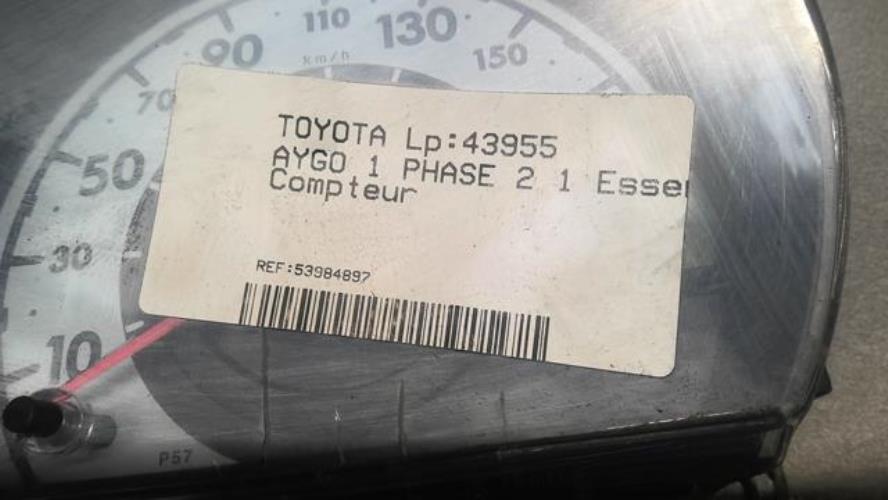 110
90
130
km/h
150
70
50
30
10
TOYOTA Lp:43955
AYGO 1 PHASE 2 1 Esse
Compteur
REF:53984897
P57